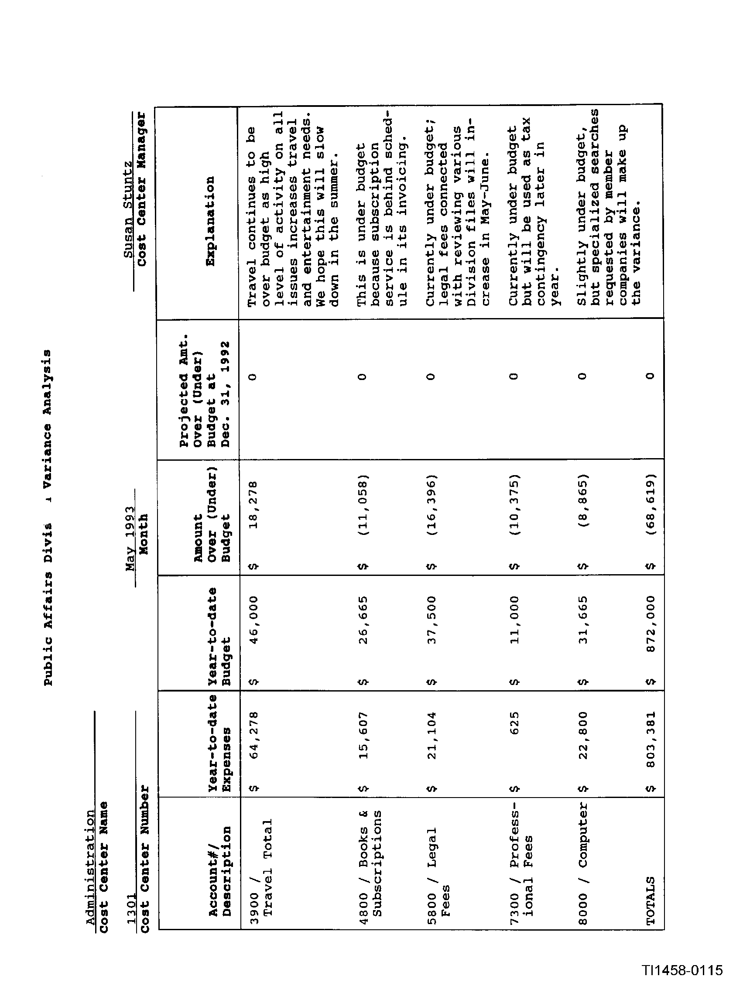 Public Affairs Divis Variance Analysis
Administration
Cost Center Name
1301
Cost Center Number
May 1993
Month
Susan Stuntz
Cost Center Manager
Account#/
Description
Year-to-date
Expenses
Year-to-date
Budget
Amount
Over (Under)
Budget
Projected Amt.
Over (Under)
Budget at
Dec. 31, 1992
Explanation
3900 /
Travel Total
$ 64,278
$ 46,000
$ 18,278
0
Travel continues to be
over budget as high
level of activity on all
issues increases travel
and entertainment needs.
We hope this will slow
down in the summer.
4800 / Books &
Subscriptions
$ 15,607
$ 26,665
$ (11,058)
0
This is under budget
because subscription
service is behind sched-
ule in its invoicing.
5800 / Legal
Fees
$ 21,104
$ 37,500
$ (16,396)
0
Currently under budget;
legal fees connected
with reviewing various
Division files will in-
crease in May-June.
7300 / Profess-
ional Fees
$ 625
$ 11,000
$ (10,375)
0
Currently under budget
but will be used as tax
contingency later in
year.
8000 / Computer
$ 22,800
$ 31,665
$ (8,865)
0
Slightly under budget,
but specialized searches
requested by member
companies will make up
the variance.
TOTALS
$ 803,381
$ 872,000
$ (68,619)
0
TI1458-0115